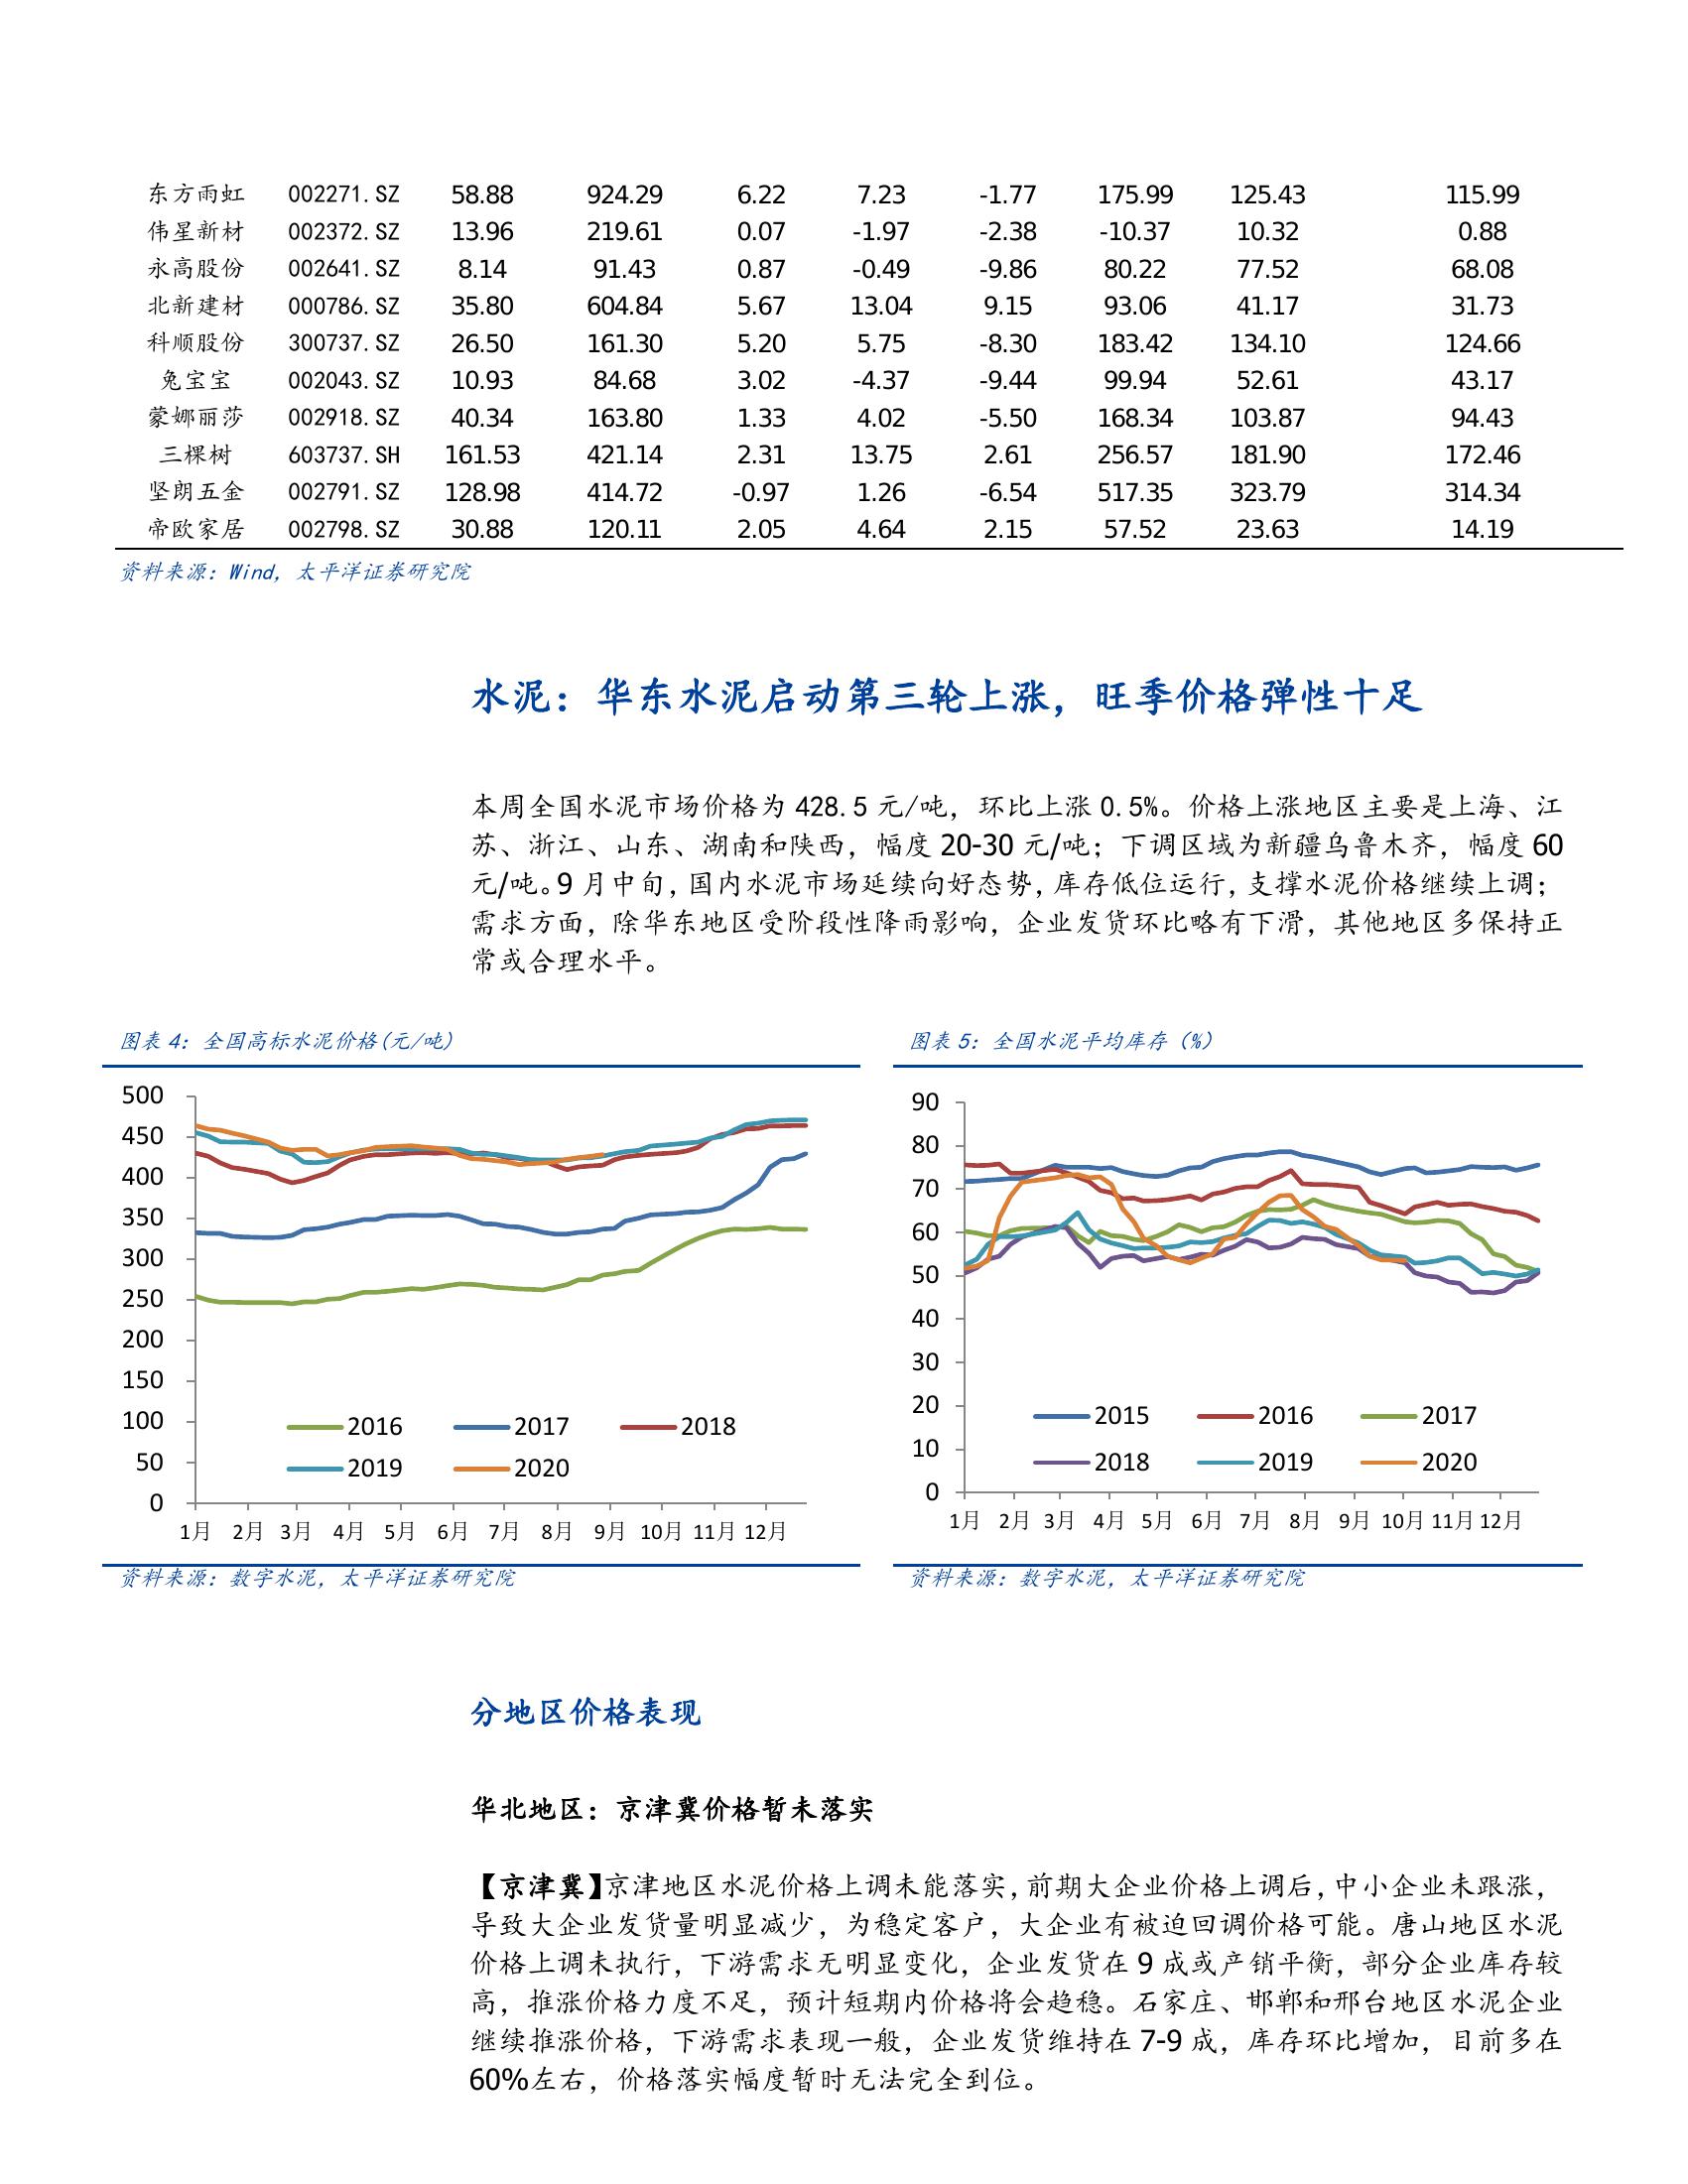 东方雨虹 002271.SZ 58.88 924.29 6.22 7.23 -1.77 175.99 125.43 115.99
伟星新材 002372.SZ 13.96 219.61 0.07 -1.97 -2.38 -10.37 10.32 0.88
永高股份 002641.SZ 8.14 91.43 0.87 -0.49 -9.86 80.22 77.52 68.08
北新建材 000786.SZ 35.80 604.84 5.67 13.04 9.15 93.06 41.17 31.73
科顺股份 300737.SZ 26.50 161.30 5.20 5.75 -8.30 183.42 134.10 124.66
兔宝宝 002043.SZ 10.93 84.68 3.02 -4.37 -9.44 99.94 52.61 43.17
蒙娜丽莎 002918.SZ 40.34 163.80 1.33 4.02 -5.50 168.34 103.87 94.43
三棵树 603737.SH 161.53 421.14 2.31 13.75 2.61 256.57 181.90 172.46
坚朗五金 002791.SZ 128.98 414.72 -0.97 1.26 -6.54 517.35 323.79 314.34
帝欧家居 002798.SZ 30.88 120.11 2.05 4.64 2.15 57.52 23.63 14.19
资料来源：Wind，太平洋证券研究院
水泥：华东水泥启动第三轮上涨，旺季价格弹性十足
本周全国水泥市场价格为 428.5 元/吨，环比上涨 0.5%。价格上涨地区主要是上海、江
苏、浙江、山东、湖南和陕西，幅度 20-30 元/吨；下调区域为新疆乌鲁木齐，幅度 60
元/吨。9 月中旬，国内水泥市场延续向好态势，库存低位运行，支撑水泥价格继续上调；
需求方面，除华东地区受阶段性降雨影响，企业发货环比略有下滑，其他地区多保持正
常或合理水平。
图表 4：全国高标水泥价格(元/吨)
500
450
400
350
300
250
200
150
100
50
0
2016 2017 2018
2019 2020
1月 2月 3月 4月 5月 6月 7月 8月 9月 10月 11月 12月
资料来源：数字水泥，太平洋证券研究院
图表 5：全国水泥平均库存（%）
90
80
70
60
50
40
30
20
10
0
2015 2016 2017
2018 2019 2020
1月 2月 3月 4月 5月 6月 7月 8月 9月 10月 11月 12月
资料来源：数字水泥，太平洋证券研究院
分地区价格表现
华北地区：京津冀价格暂未落实
【京津冀】京津地区水泥价格上调未能落实，前期大企业价格上调后，中小企业未跟涨，
导致大企业发货量明显减少，为稳定客户，大企业有被迫回调价格可能。唐山地区水泥
价格上调未执行，下游需求无明显变化，企业发货在 9 成或产销平衡，部分企业库存较
高，推涨价格力度不足，预计短期内价格将会趋稳。石家庄、邯郸和邢台地区水泥企业
继续推涨价格，下游需求表现一般，企业发货维持在 7-9 成，库存环比增加，目前多在
60%左右，价格落实幅度暂时无法完全到位。